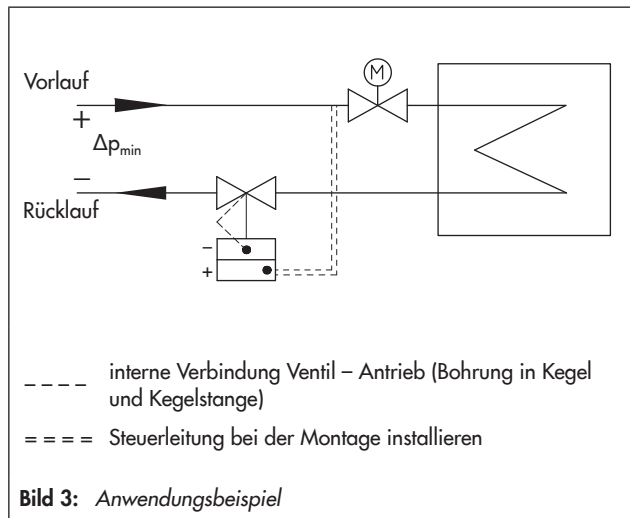 Vorlauf
M
+
Δpmin
−
Rücklauf
−
+
interne Verbindung Ventil – Antrieb (Bohrung in Kegel
und Kegelstange)
Steuerleitung bei der Montage installieren
Bild 3: Anwendungsbeispiel